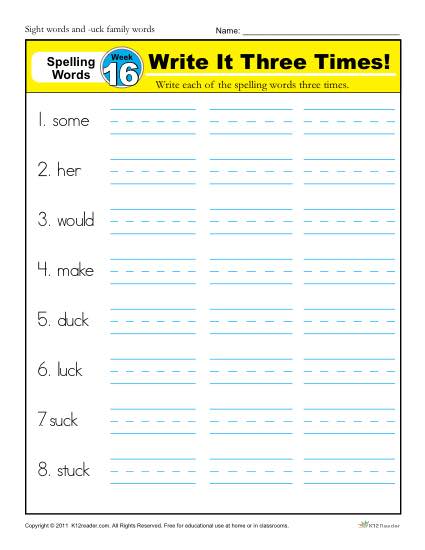 Sight words and -uck family words
Name:
Spelling Words
Week 16
Write It Three Times!
Write each of the spelling words three times.
1. some
2. her
3. would
4. make
5. duck
6. luck
7. suck
8. stuck
Copyright © 2011 K12reader.com. All Rights Reserved. Free for educational use at home or in classrooms.
K12Reader